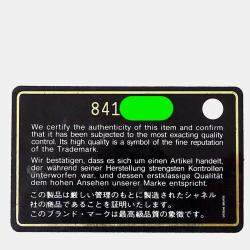 841
We certify the authenticity of this item and confirm
that it has been subjected to the most exacting quality
control. Its high quality is a symbol of the fine reputation
of the Trademark.
Wir bestätigen, dass es sich um einen Artikel handelt,
der während seiner Herstellung strengsten Kontrollen
unterworfen war, und dessen erstklassige Qualität
dem hohen Ansehen unserer Marke entspricht.
この製品は厳しい管理のもとに製造されたシャネル
社の商品であることを証明いたします。
このブランド・マークは最高級品質の象徴です。